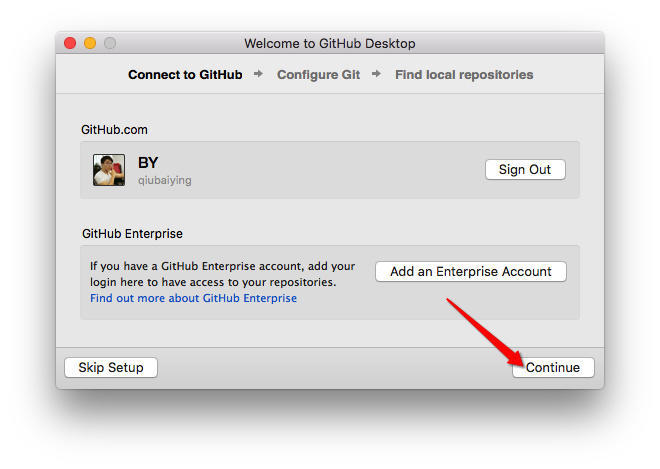 Welcome to GitHub Desktop
Connect to GitHub → Configure Git → Find local repositories
GitHub.com
BY
qiubaiying
Sign Out
GitHub Enterprise
If you have a GitHub Enterprise account, add your
login here to have access to your repositories.
Find out more about GitHub Enterprise
Add an Enterprise Account
Skip Setup
Continue